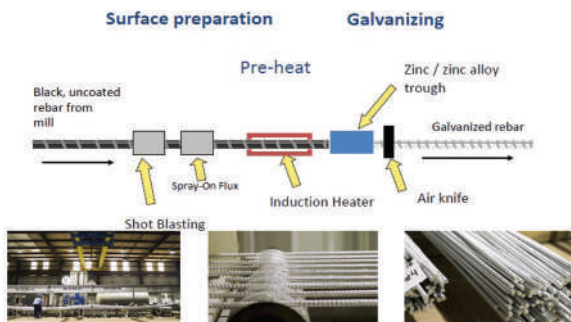 Surface preparation
Galvanizing
Pre-heat
Zinc / zinc alloy
trough
Black, uncoated
rebar from
mill
Galvanized rebar
Spray-On Flux
Induction Heater
Air knife
Shot Blasting